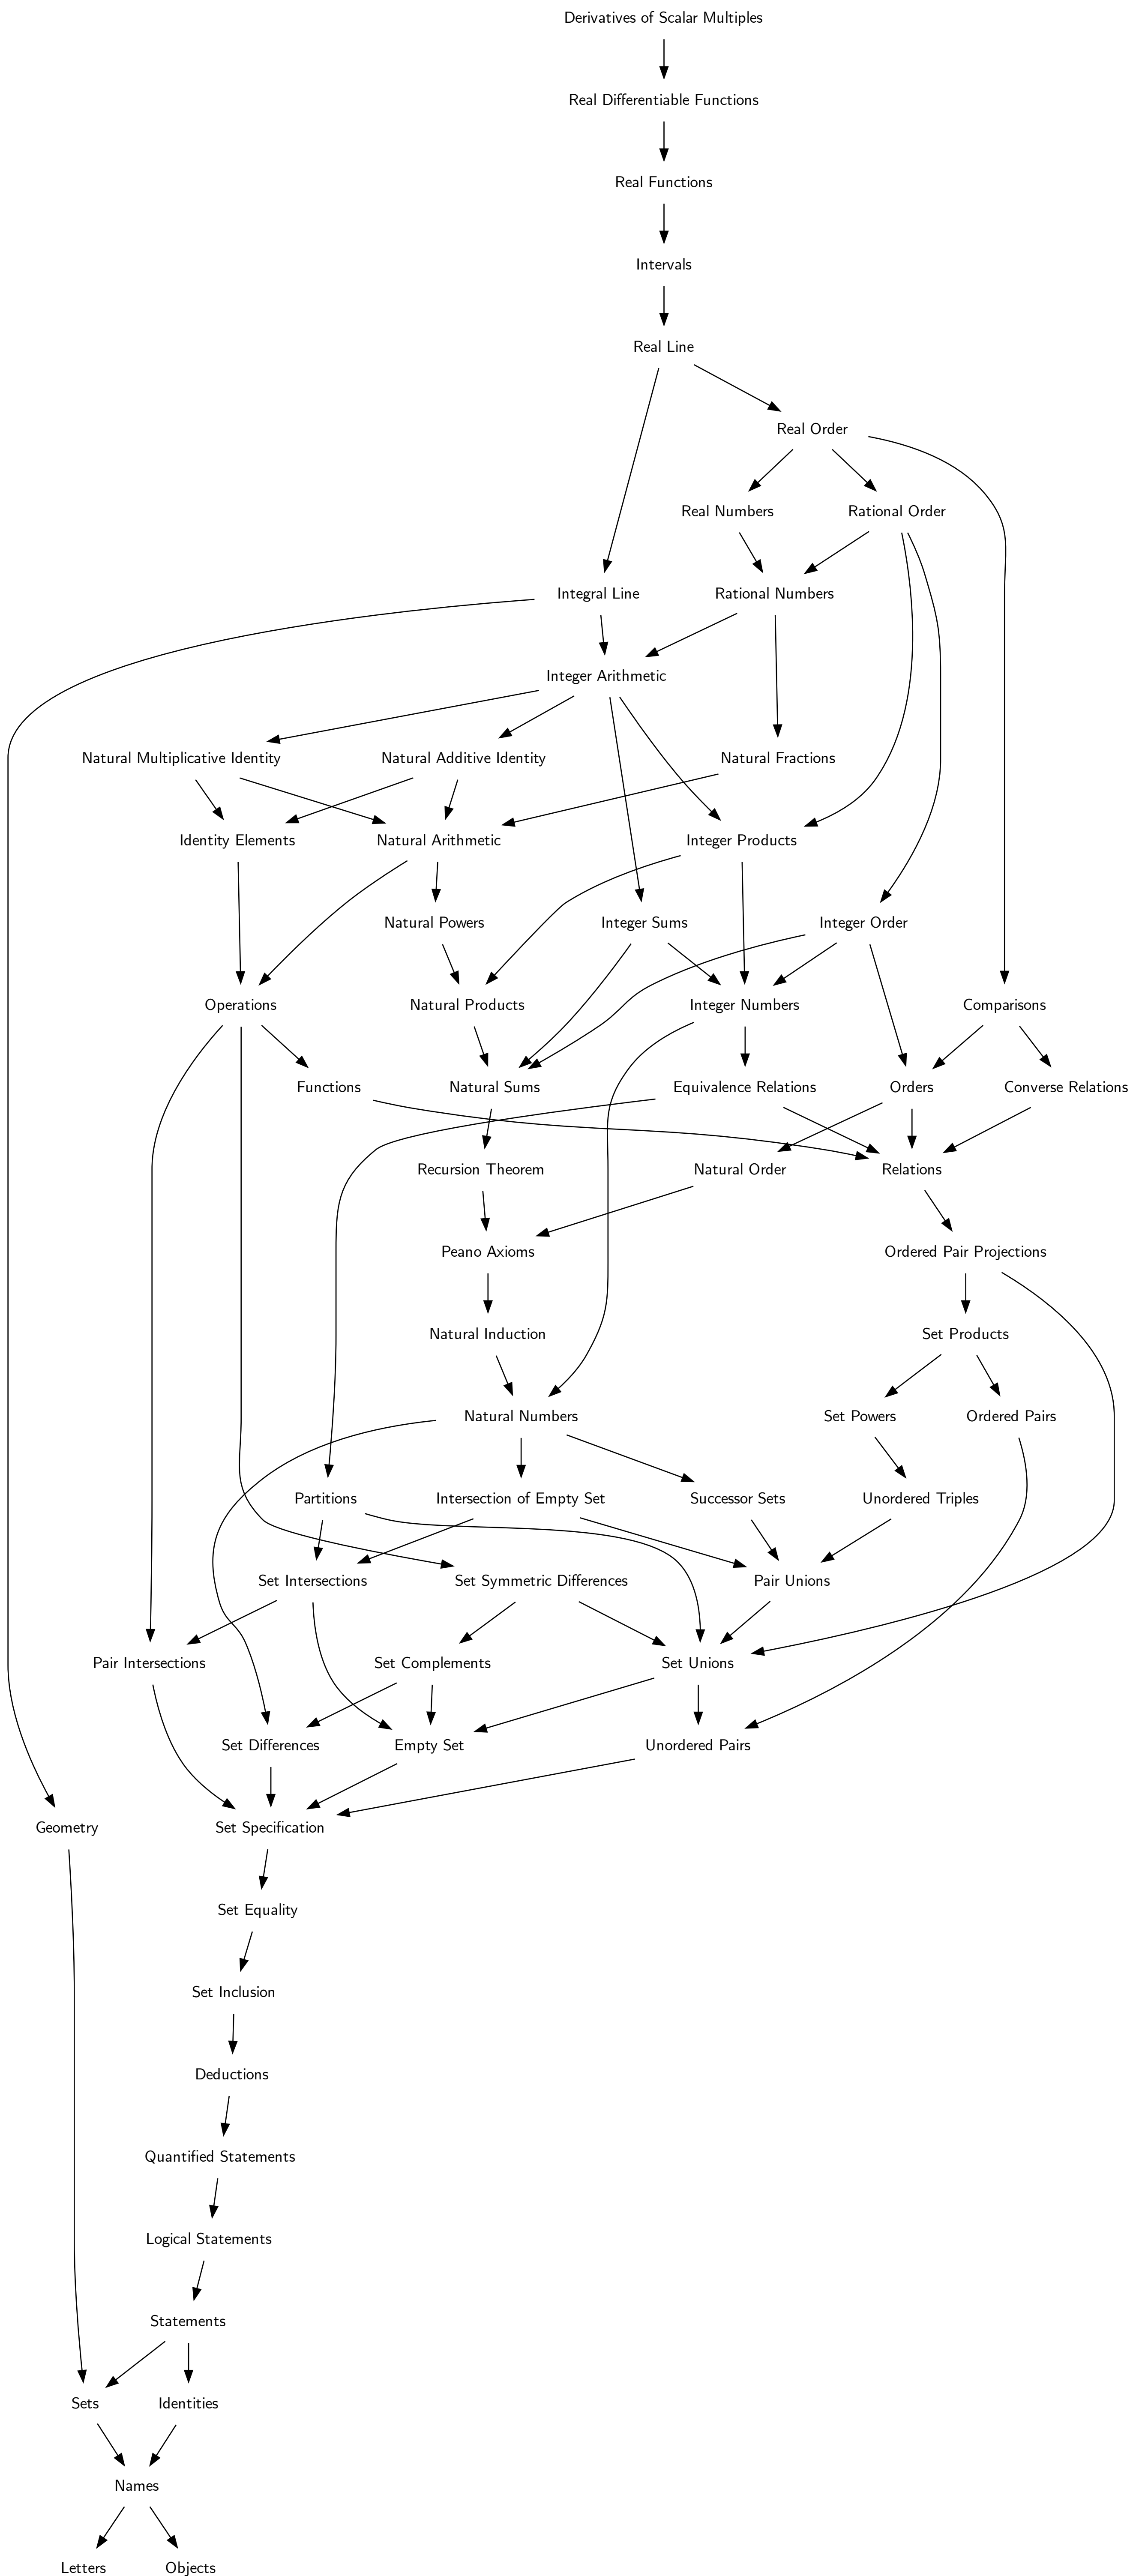 Derivatives of Scalar Multiples
Real Differentiable Functions
Real Functions
Intervals
Real Line
Real Order
Real Numbers
Rational Order
Integral Line
Rational Numbers
Integer Arithmetic
Natural Multiplicative Identity
Natural Additive Identity
Natural Fractions
Identity Elements
Natural Arithmetic
Integer Products
Natural Powers
Integer Sums
Integer Order
Operations
Natural Products
Integer Numbers
Comparisons
Functions
Natural Sums
Equivalence Relations
Orders
Converse Relations
Recursion Theorem
Natural Order
Relations
Peano Axioms
Ordered Pair Projections
Natural Induction
Set Products
Natural Numbers
Set Powers
Ordered Pairs
Partitions
Intersection of Empty Set
Successor Sets
Unordered Triples
Set Intersections
Set Symmetric Differences
Pair Unions
Pair Intersections
Set Complements
Set Unions
Set Differences
Empty Set
Unordered Pairs
Geometry
Set Specification
Set Equality
Set Inclusion
Deductions
Quantified Statements
Logical Statements
Statements
Sets
Identities
Names
Letters
Objects